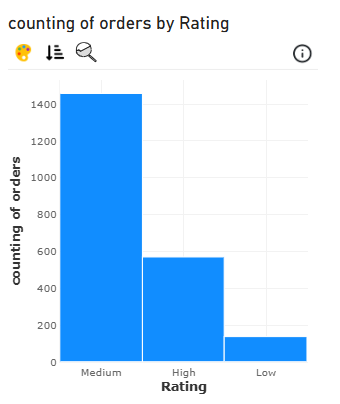 counting of orders by Rating
counting of orders
1400
1200
1000
800
600
400
200
0
Medium High Low
Rating